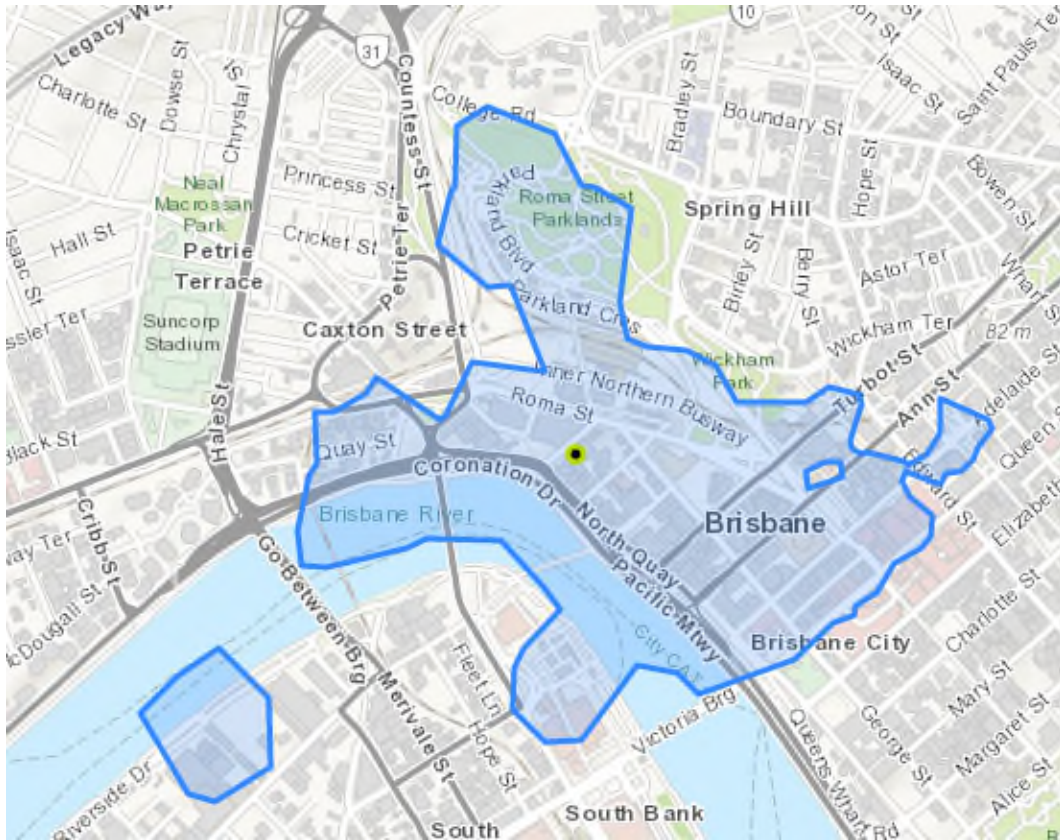 Legacy Way
Dowse St
Charlotte St
Chrystal St
31
Countess St
College Rd
10
Bradley St
Boundary St
Isaac St
Saint Pauls Ter
Hope St
Bowen St
Princess St
Neal
Macrossan
Park
Parkland Blvd
Roma Street
Parklands
Spring Hill
Hall St
Isaac St
Petrie
Terrace
Cricket St
Petrie Ter
Birley St
Berry St
Astor Ter
Wharf St
Caxton Street
Parkland Cres
Wickham Ter
82 m
Suncorp
Stadium
Hale St
Wickham
Park
Turbot St
Ann St
Adelaide St
Queen St
Inner Northern Busway
Roma St
Black St
Quay St
Coronation Dr
Edward St
Elizabeth
Cribb St
Brisbane River
North Quay
Pacific Mtwy
Brisbane
McDougall St
Go Between Brg
Merivale St
Fleet Ln
Hope St
City CAT
Brisbane City
Charlotte St
Mary St
Margaret St
Alice St
George St
Victoria Brg
Queens Wharf Rd
Riverside Dr
South Bank
South